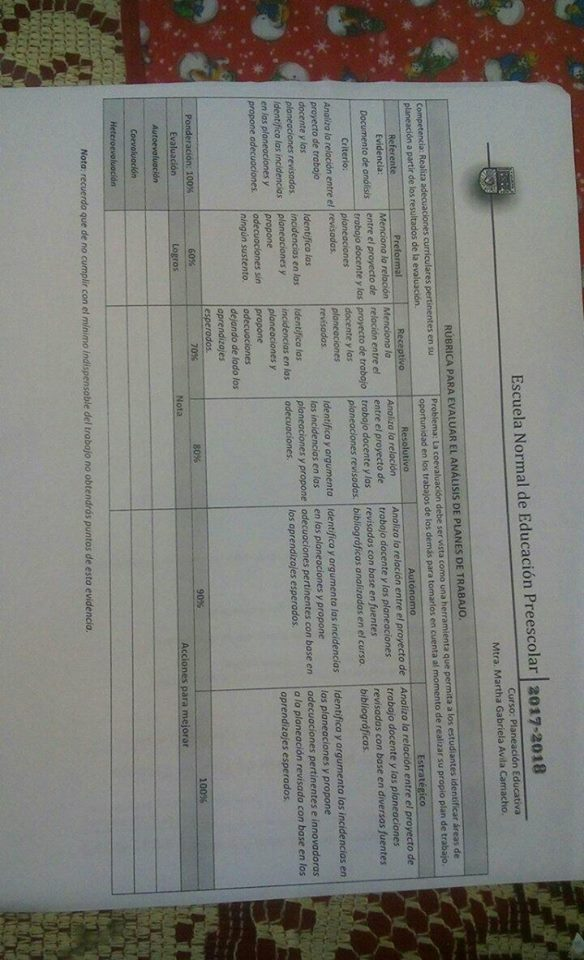 Escuela Normal de Educación Preescolar 2017-2018
Curso: Planeación Educativa
Mtra. Martha Gabriela Avila Camacho.
RÚBRICA PARA EVALUAR EL ANÁLISIS DE PLANES DE TRABAJO.
Competencia: Realiza adecuaciones curriculares pertinentes en su
planeación a partir de los resultados de la evaluación.
Problema: La coevaluación debe ser vista como una herramienta que permita a los estudiantes identificar áreas de
oportunidad en los trabajos de los demás para tomarlos en cuenta al momento de realizar su propio plan de trabajo
Referente
Preformal
Receptivo
Resolutivo
Autónomo
Estratégico
Evidencia:
Documento de análisis
Criterio:
Analiza la relación entre el
proyecto de trabajo
docente y las
planeaciones revisadas.
Identifica las incidencias
en las planeaciones y
propone adecuaciones.
Menciona la relación
entre el proyecto de
trabajo docente y las
planeaciones
revisadas.
Identifica las
incidencias en las
planeaciones y
propone
adecuaciones sin
ningún sustento.
Menciona la
relación entre el
proyecto de trabajo
docente y las
planeaciones
revisadas.
Identifica las
incidencias en las
planeaciones y
propone
adecuaciones
dejando de lado los
aprendizajes
esperados.
Analiza la relación
entre el proyecto de
trabajo docente y las
planeaciones revisadas.
Identifica y argumenta
las incidencias en las
planeaciones y propone
adecuaciones.
Analiza la relación entre el proyecto de
trabajo docente y las planeaciones
revisadas con base en fuentes
bibliográficas analizadas en el curso.
Identifica y argumenta las incidencias
en las planeaciones y propone
adecuaciones pertinentes con base en
los aprendizajes esperados.
Analiza la relación entre el proyecto de
trabajo docente y las planeaciones
revisadas con base en diversas fuentes
bibliográficas.
Identifica y argumenta las incidencias en
las planeaciones y propone
adecuaciones pertinentes e innovadoras
a la planeación revisada con base en los
aprendizajes esperados.
Ponderación: 100%
60%
70%
80%
90%
100%
Evaluación
Logros
Nota
Acciones para mejorar
Autoevaluación
Coevaluación
Heteroevaluación
Nota: recuerda que de no cumplir con el mínimo indispensable del trabajo no obtendrás puntos de esta evidencia.